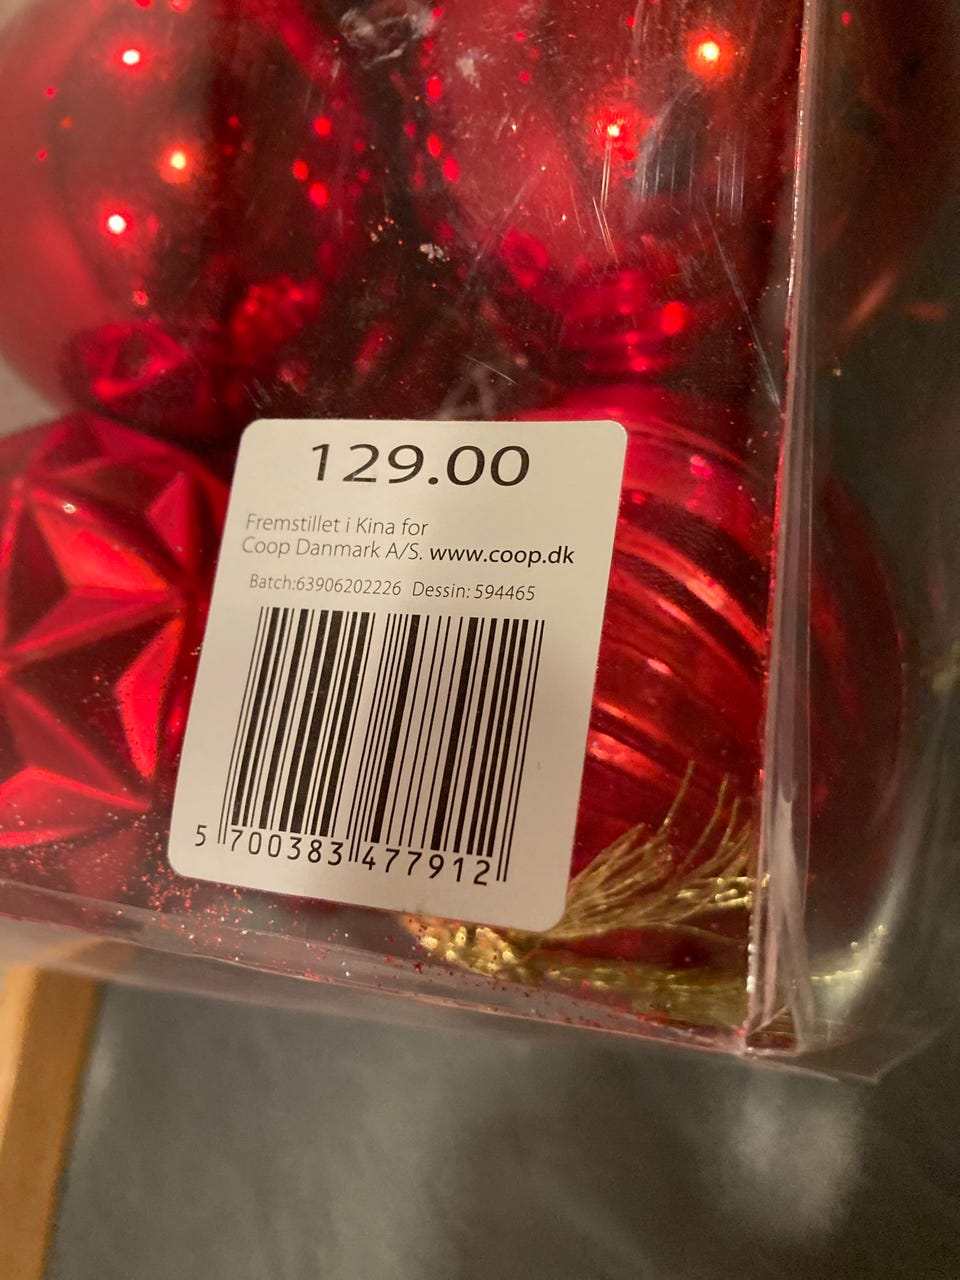 129.00
Fremstillet i Kina for
Coop Danmark A/S. www.coop.dk
Batch:63906202226 Dessin: 594465
5 700383 477912